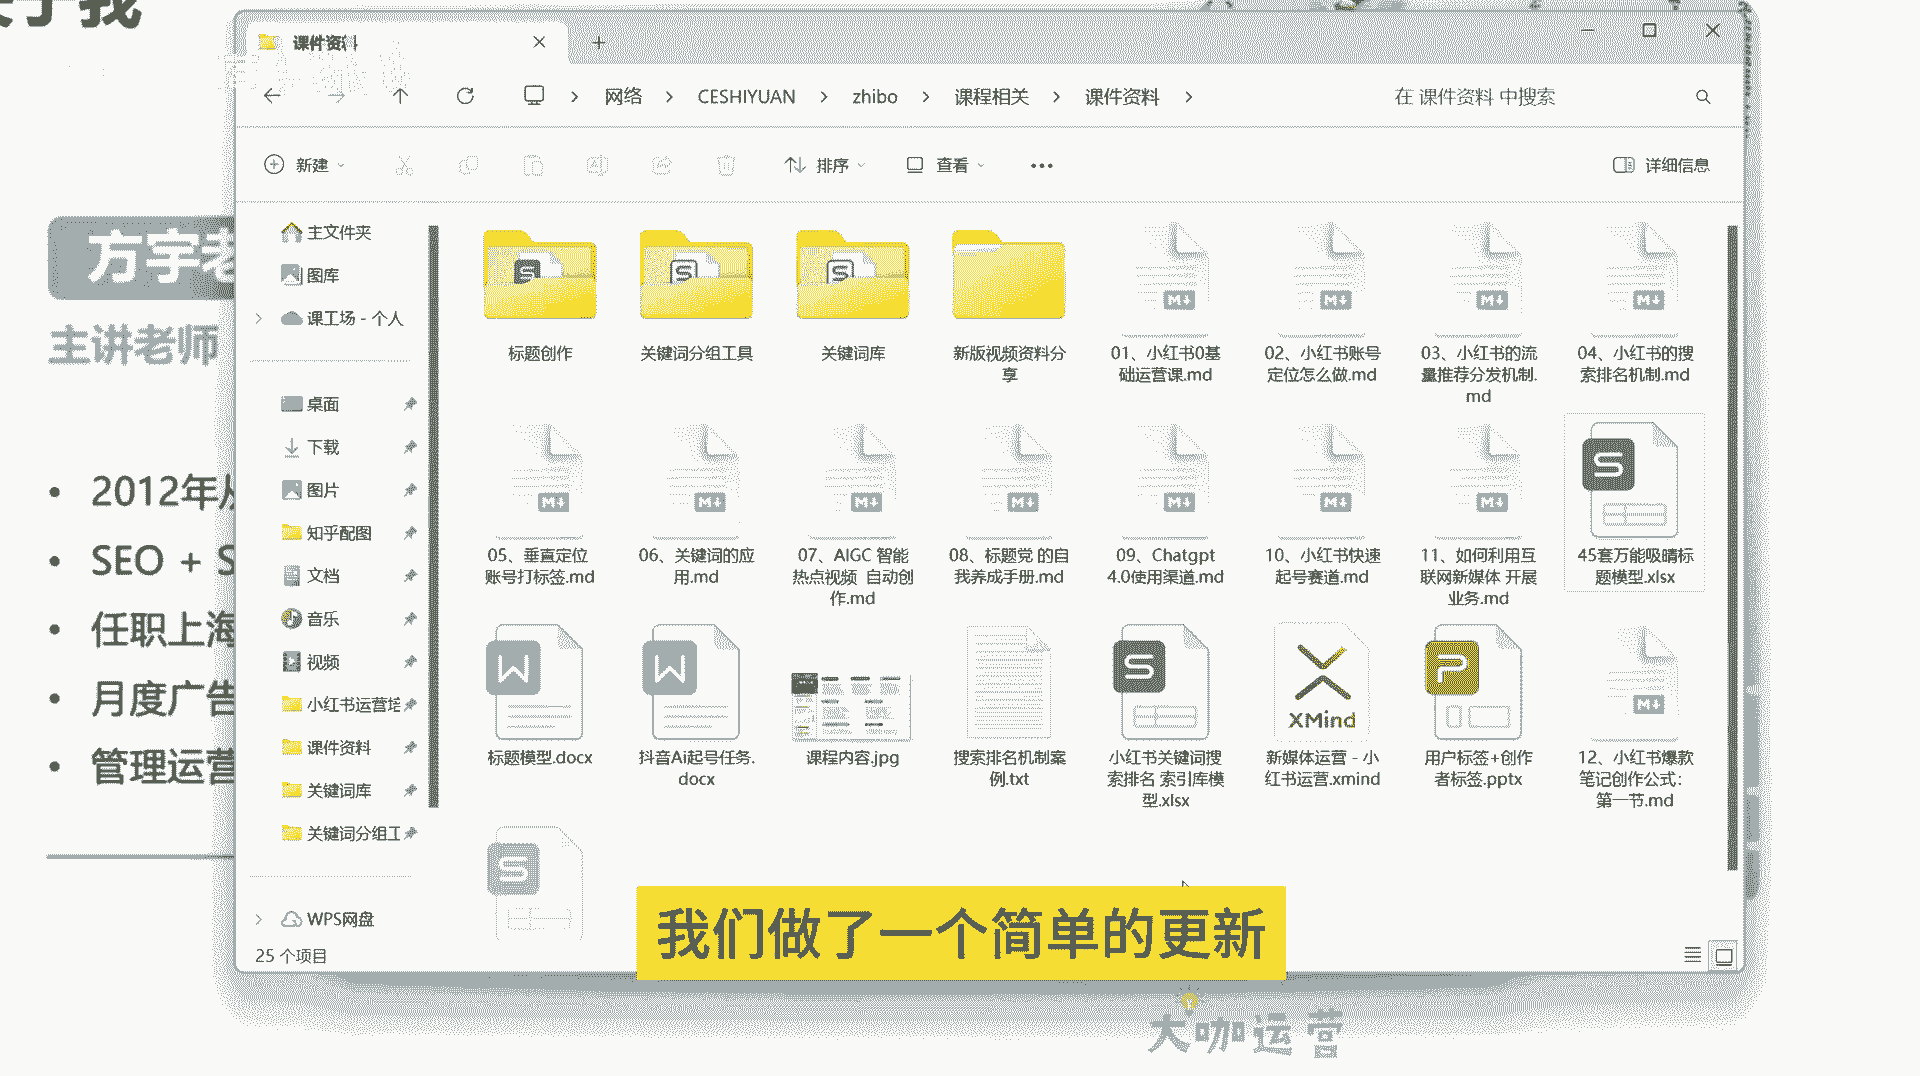 课件资料
网络 > CESHIYUAN > zhibo > 课程相关 > 课件资料 >
在 课件资料 中搜索
新建
排序
查看
详细信息
方宇老
主讲老师
2012年从
SEO + S
任职上海
月度广告
管理运营
主文件夹
图库
课工场 - 个人
桌面
下载
图片
知乎配图
文档
音乐
视频
小红书运营培
课件资料
关键词库
关键词分组工
WPS网盘
25 个项目
标题创作
关键词分组工具
关键词库
新版视频资料分
享
01、小红书0基
础运营课.md
02、小红书账号
定位怎么做.md
03、小红书的流
量推荐分发机制.
md
04、小红书的搜
索排名机制.md
05、垂直定位
账号打标签.md
06、关键词的应
用.md
07、AIGC 智能
热点视频 自动创
作.md
08、标题党 的自
我养成手册.md
09、Chatgpt
4.0使用渠道.md
10、小红书快速
起号赛道.md
11、如何利用互
联网新媒体 开展
业务.md
45套万能吸睛标
题模型.xlsx
标题模型.docx
抖音Ai起号任务.
docx
课程内容.jpg
搜索排名机制案
例.txt
小红书关键词搜
索排名 索引库模
型.xlsx
XMind
新媒体运营 - 小
红书运营.xmind
用户标签+创作
者标签.pptx
12、小红书爆款
笔记创作公式：
第一节.md
我们做了一个简单的更新
大咖运营